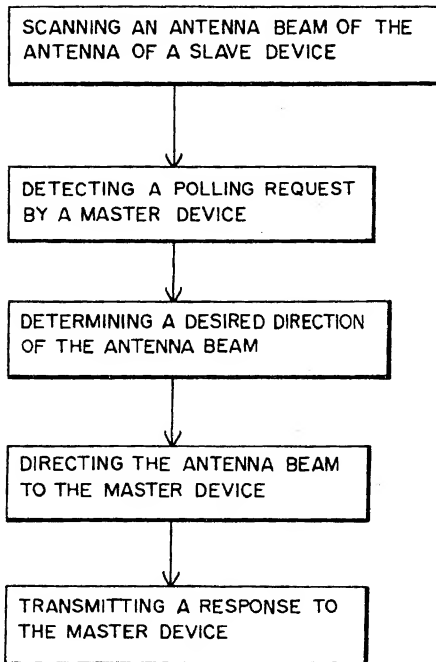 SCANNING AN ANTENNA BEAM OF THE
ANTENNA OF A SLAVE DEVICE
DETECTING A POLLING REQUEST
BY A MASTER DEVICE
DETERMINING A DESIRED DIRECTION
OF THE ANTENNA BEAM
DIRECTING THE ANTENNA BEAM
TO THE MASTER DEVICE
TRANSMITTING A RESPONSE TO
THE MASTER DEVICE